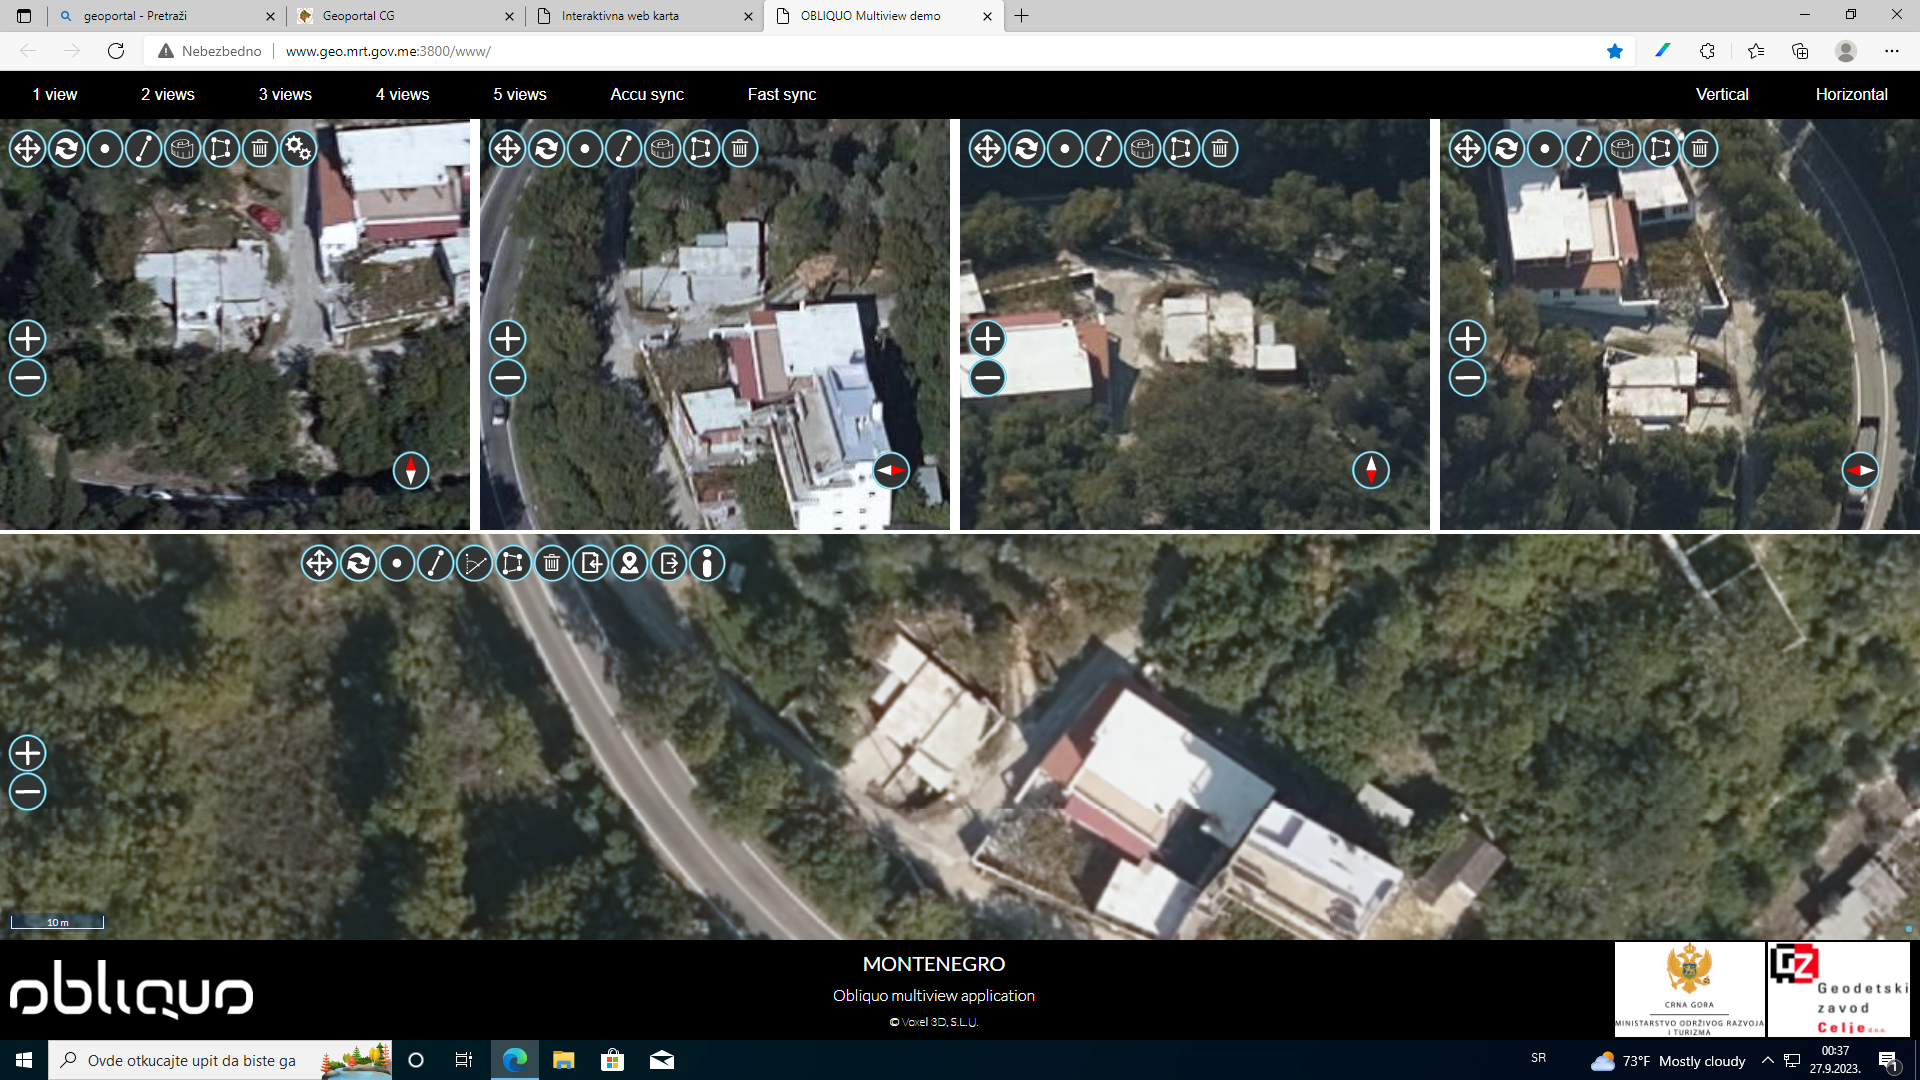 geoportal - Pretraži
Geoportal CG
Interaktivna web karta
OBLIQUO Multiview demo
Nebezbedno
www.geo.mrt.gov.me:3800/www/
1 view
2 views
3 views
4 views
5 views
Accu sync
Fast sync
Vertical
Horizontal
10 m
obliquo
MONTENEGRO
Obliquo multiview application
© Voxel 3D, S.L.U.
CRNA GORA
MINISTARSTVO ODRŽIVOG RAZVOJA
I TURIZMA
GZ
Geodetski
zavod
Celje d.o.o.
Ovde otkucajte upit da biste ga
SR
73°F Mostly cloudy
00:37
27.9.2023.
1